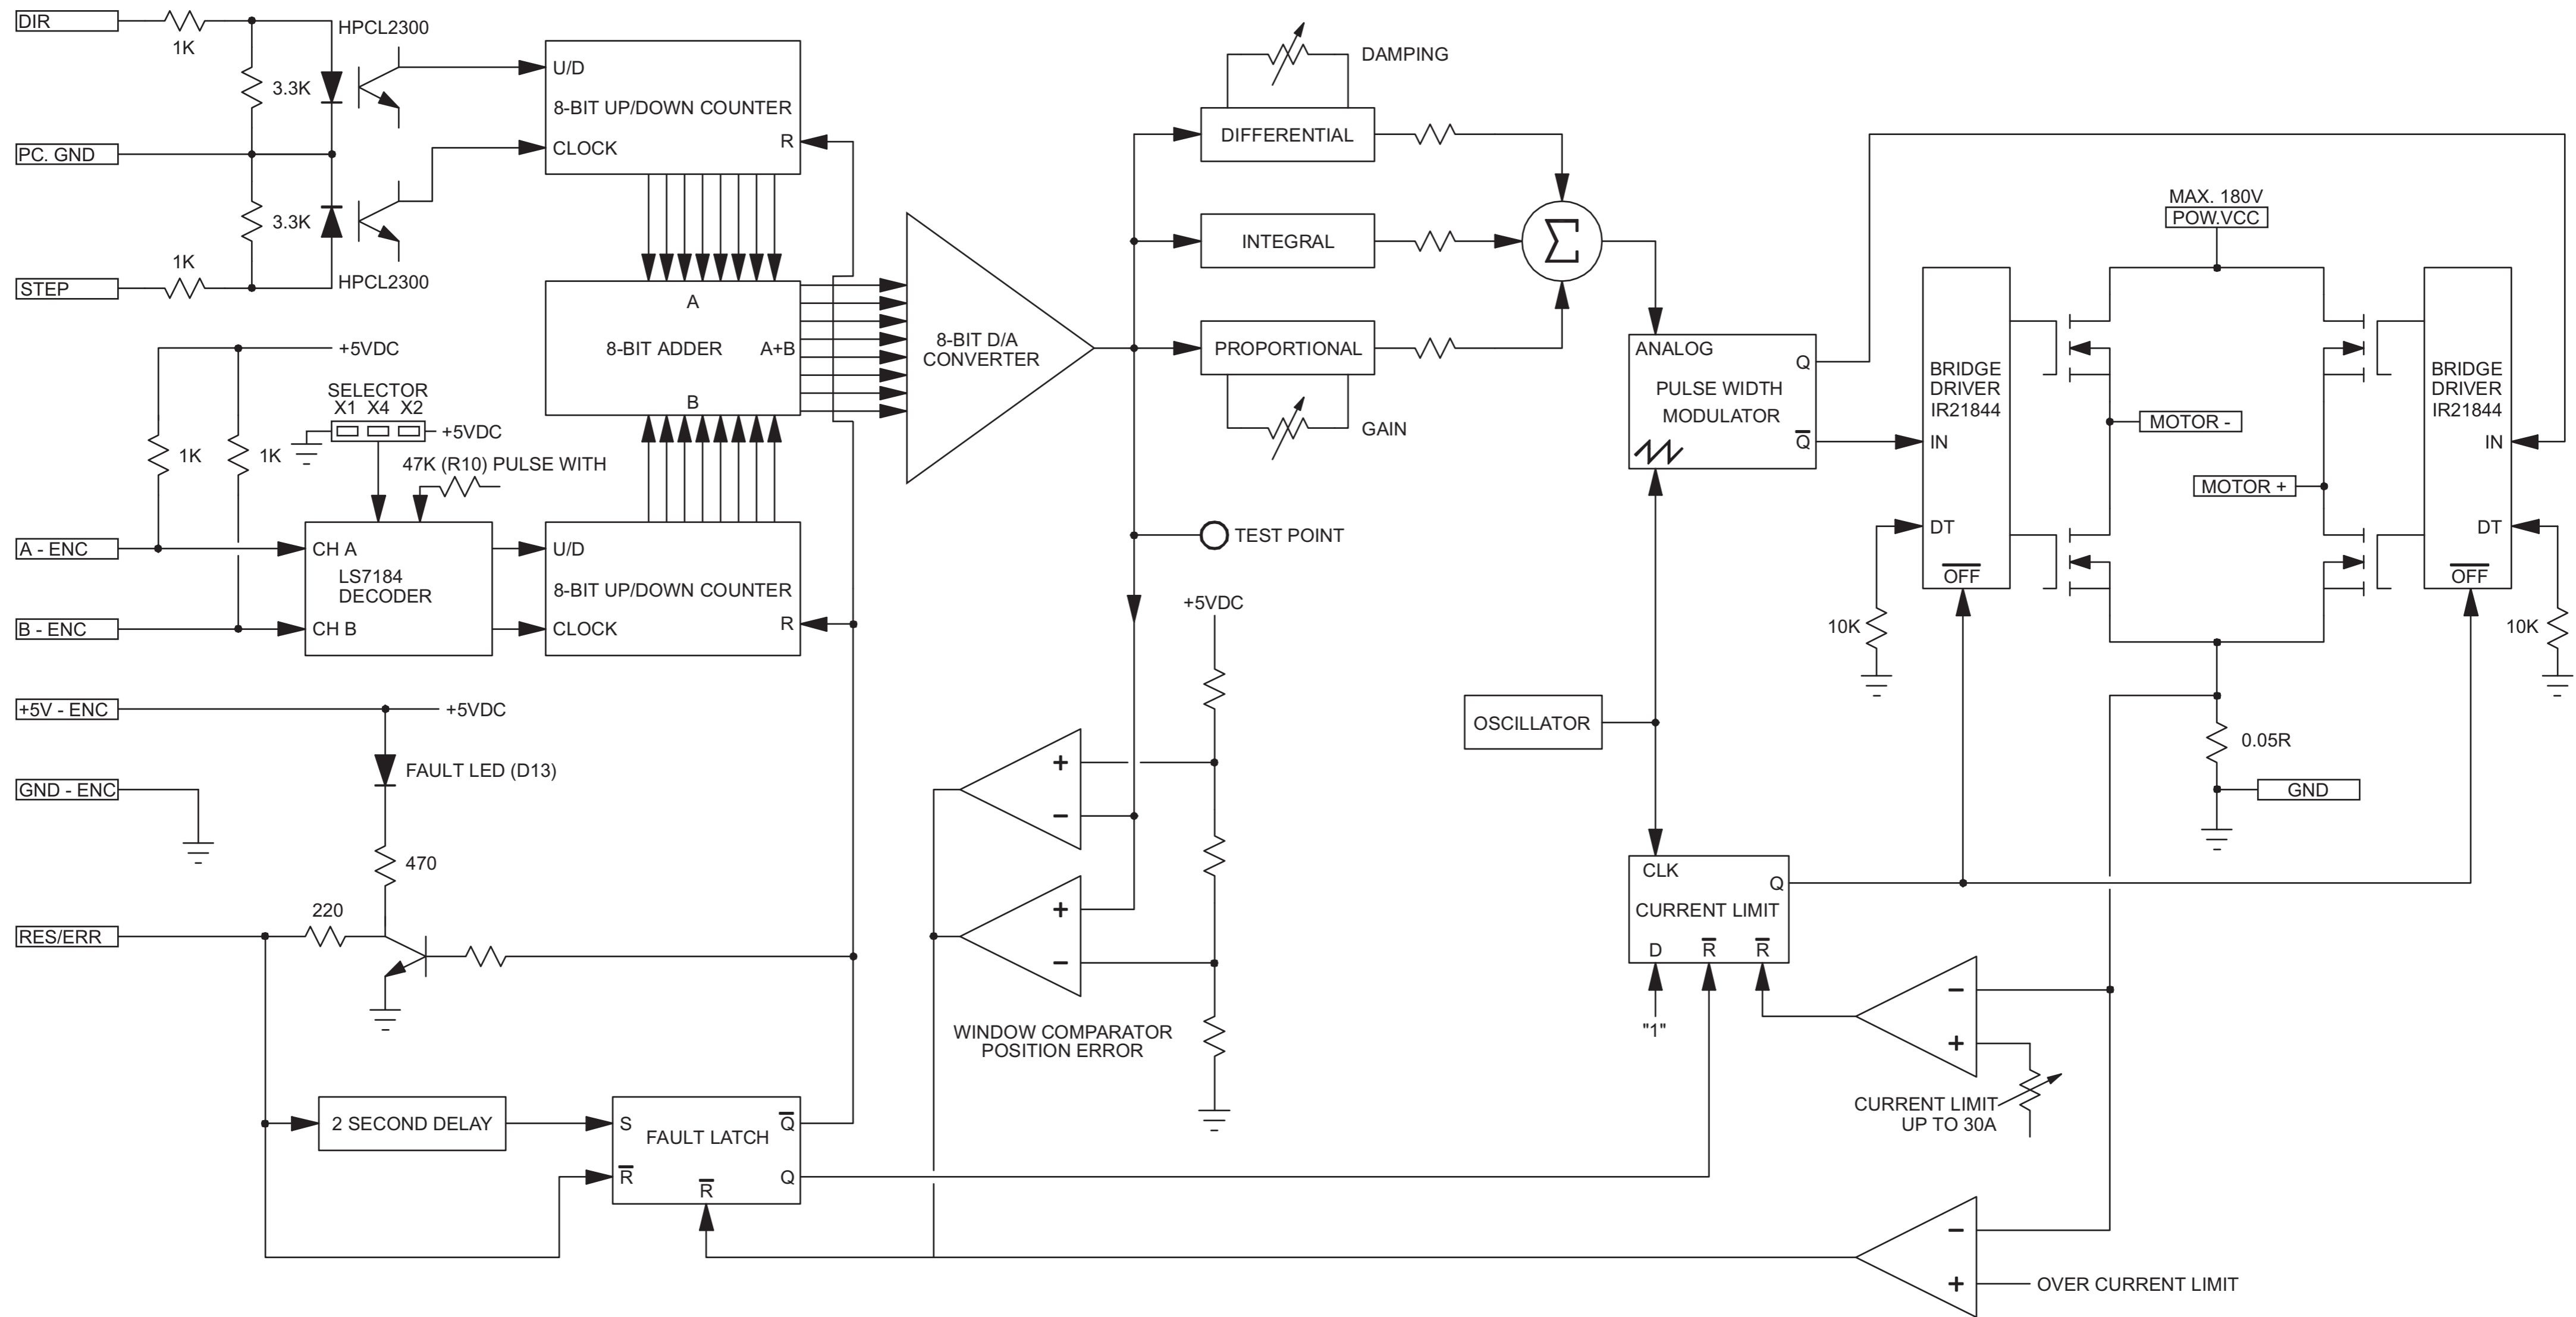 DIR
1K
HPCL2300
3.3K
PC. GND
3.3K
1K
STEP
HPCL2300
U/D
8-BIT UP/DOWN COUNTER
CLOCK
R
A
8-BIT ADDER
A+B
B
8-BIT D/A
CONVERTER
DAMPING
DIFFERENTIAL
INTEGRAL
PROPORTIONAL
GAIN
Σ
ANALOG
Q
PULSE WIDTH
MODULATOR
Q̅
MAX. 180V
POW.VCC
BRIDGE
DRIVER
IR21844
IN
DT
O̅F̅F̅
MOTOR -
MOTOR +
BRIDGE
DRIVER
IR21844
IN
DT
O̅F̅F̅
10K
10K
+5VDC
SELECTOR
X1 X4 X2
+5VDC
1K
1K
47K (R10) PULSE WITH
A - ENC
CH A
LS7184
DECODER
B - ENC
CH B
U/D
8-BIT UP/DOWN COUNTER
CLOCK
R
TEST POINT
+5VDC
+5V - ENC
+5VDC
FAULT LED (D13)
GND - ENC
470
220
RES/ERR
+
−
+
−
WINDOW COMPARATOR
POSITION ERROR
OSCILLATOR
0.05R
GND
CLK
Q
CURRENT LIMIT
D R̅ R̅
"1"
−
+
CURRENT LIMIT
UP TO 30A
2 SECOND DELAY
S
Q̅
FAULT LATCH
R̅
R̅
Q
−
+
OVER CURRENT LIMIT